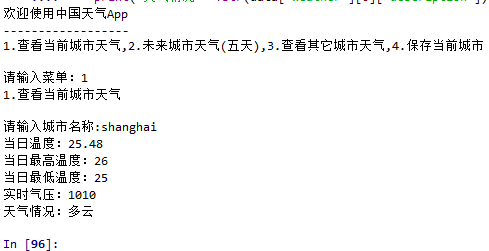 欢迎使用中国天气App
------------------
1.查看当前城市天气,2.未来城市天气(五天),3.查看其它城市天气,4.保存当前城市
请输入菜单: 1
1.查看当前城市天气
请输入城市名称:shanghai
当日温度: 25.48
当日最高温度: 26
当日最低温度: 25
实时气压: 1010
天气情况: 多云
In [96]: